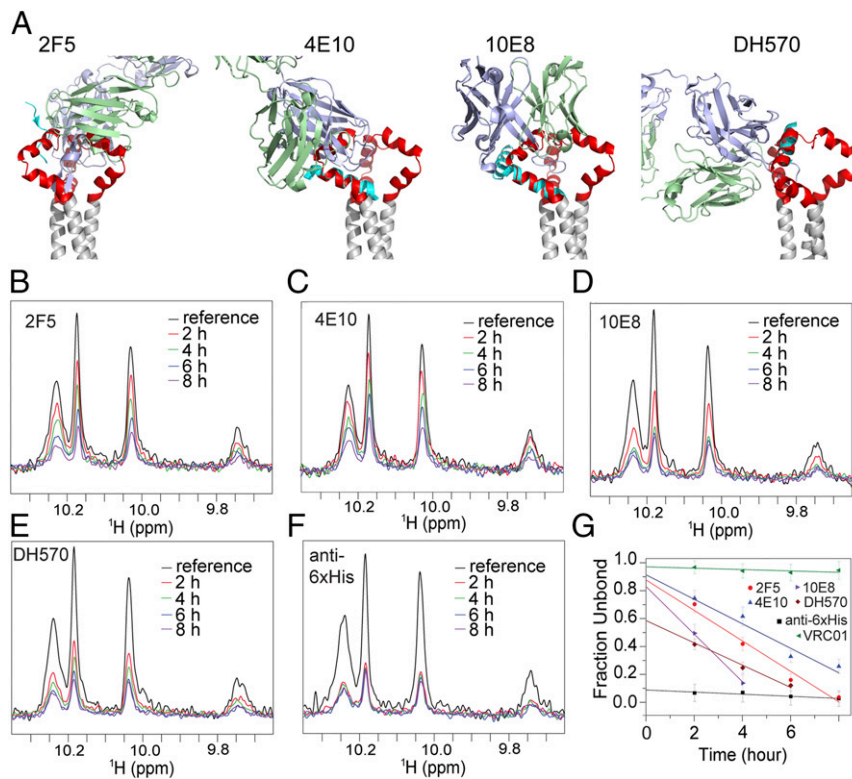 A
2F5
4E10
10E8
DH570
B
2F5
reference
2 h
4 h
6 h
8 h
10.2
10.0
9.8
¹H (ppm)
C
4E10
reference
2 h
4 h
6 h
8 h
10.2
10.0
9.8
¹H (ppm)
D
10E8
reference
2 h
4 h
6 h
8 h
10.2
10.0
9.8
¹H (ppm)
E
DH570
reference
2 h
4 h
6 h
8 h
10.2
10.0
9.8
¹H (ppm)
F
anti-
6xHis
reference
2 h
4 h
6 h
8 h
10.2
10.0
9.8
¹H (ppm)
G
Fraction Unbond
1.0
0.8
0.6
0.4
0.2
0.0
2F5 10E8
4E10 DH570
anti-6xHis
VRC01
0 2 4 6
Time (hour)